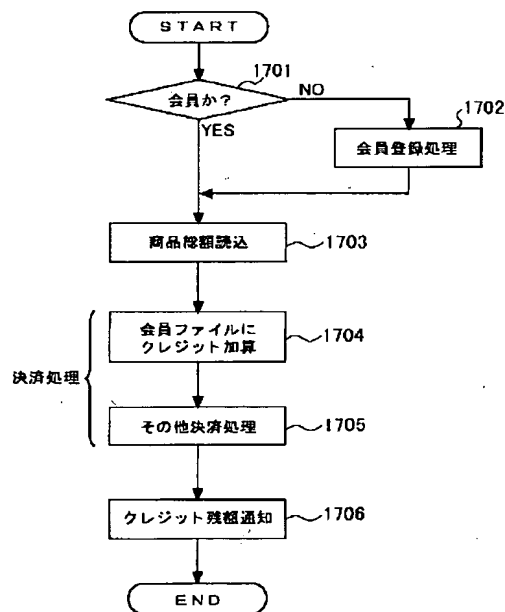 START
1701
会員か?
NO
1702
YES
会員登録処理
商品総額読込
1703
会員ファイルに
クレジット加算
1704
決済処理
その他決済処理
1705
クレジット残額通知
1706
END